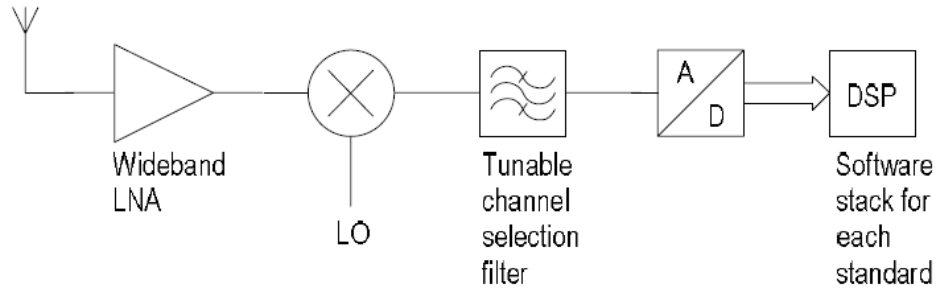 A
D
DSP
Wideband
LNA
LO
Tunable
channel
selection
filter
Software
stack for
each
standard